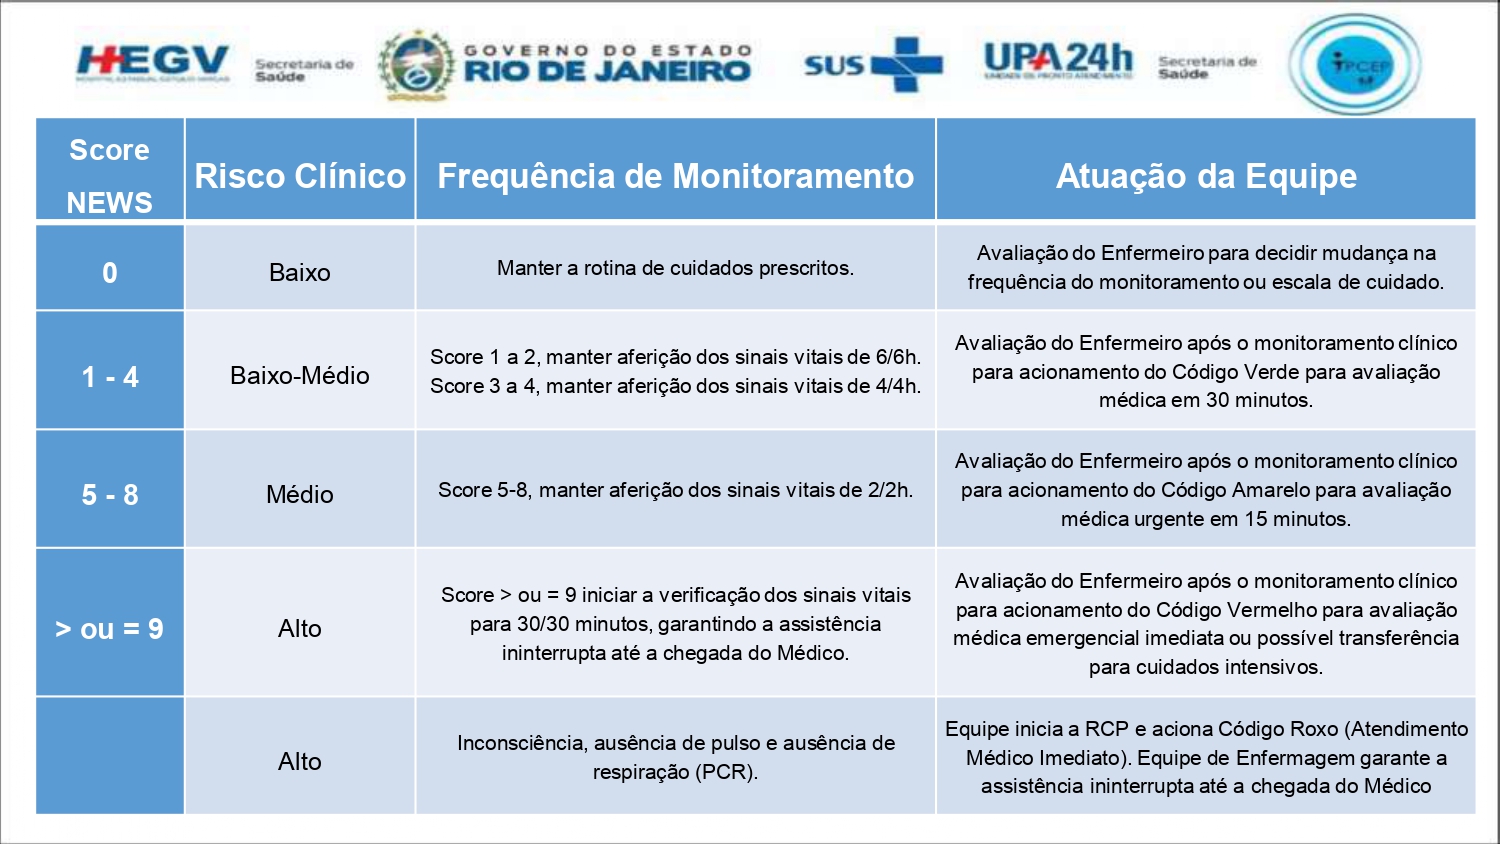 HEGV
Secretaria de
Saúde
GOVERNO DO ESTADO
RIO DE JANEIRO
SUS
UPA24h
UNIDADE DE PRONTO ATENDIMENTO
Secretaria de
Saúde
IPCEP
Score
NEWS
Risco Clínico
Frequência de Monitoramento
Atuação da Equipe
0
Baixo
Manter a rotina de cuidados prescritos.
Avaliação do Enfermeiro para decidir mudança na
frequência do monitoramento ou escala de cuidado.
1 - 4
Baixo-Médio
Score 1 a 2, manter aferição dos sinais vitais de 6/6h.
Score 3 a 4, manter aferição dos sinais vitais de 4/4h.
Avaliação do Enfermeiro após o monitoramento clínico
para acionamento do Código Verde para avaliação
médica em 30 minutos.
5 - 8
Médio
Score 5-8, manter aferição dos sinais vitais de 2/2h.
Avaliação do Enfermeiro após o monitoramento clínico
para acionamento do Código Amarelo para avaliação
médica urgente em 15 minutos.
> ou = 9
Alto
Score > ou = 9 iniciar a verificação dos sinais vitais
para 30/30 minutos, garantindo a assistência
ininterrupta até a chegada do Médico.
Avaliação do Enfermeiro após o monitoramento clínico
para acionamento do Código Vermelho para avaliação
médica emergencial imediata ou possível transferência
para cuidados intensivos.
Alto
Inconsciência, ausência de pulso e ausência de
respiração (PCR).
Equipe inicia a RCP e aciona Código Roxo (Atendimento
Médico Imediato). Equipe de Enfermagem garante a
assistência ininterrupta até a chegada do Médico